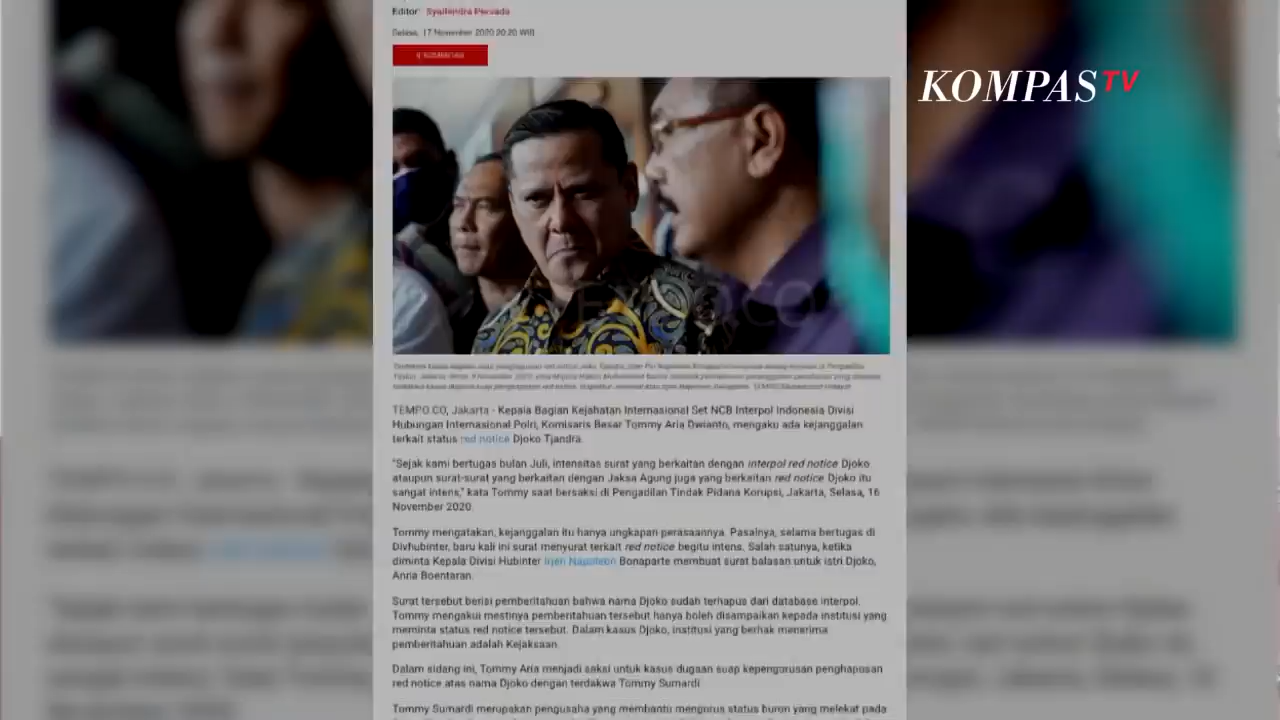 Editor: Syailendra Persada
Selasa, 17 November 2020 20:20 WIB
KOMPAS TV
TEMPO.CO, Jakarta - Kepala Bagian Kejahatan Internasional Set NCB Interpol Indonesia Divisi
Hubungan Internasional Polri, Komisaris Besar Tommy Aria Dwianto, mengaku ada kejanggalan
terkait status red notice Djoko Tjandra.
"Sejak kami bertugas bulan Juli, intensitas surat yang berkaitan dengan interpol red notice Djoko
ataupun surat-surat yang berkaitan dengan Jaksa Agung juga yang berkaitan red notice Djoko itu
sangat intens," kata Tommy saat bersaksi di Pengadilan Tindak Pidana Korupsi, Jakarta, Selasa, 16
November 2020.
Tommy mengatakan, kejanggalan itu hanya ungkapan perasaannya. Pasalnya, selama bertugas di
Divhubinter, baru kali ini surat menyurat terkait red notice begitu intens. Salah satunya, ketika
diminta Kepala Divisi Hubinter Irjen Napoleon Bonaparte membuat surat balasan untuk istri Djoko,
Anna Boentaran.
Surat tersebut berisi pemberitahuan bahwa nama Djoko sudah terhapus dari database interpol.
Tommy mengakui mestinya pemberitahuan tersebut hanya boleh disampaikan kepada institusi yang
meminta status red notice tersebut. Dalam kasus Djoko, institusi yang berhak menerima
pemberitahuan adalah Kejaksaan.
Dalam sidang ini, Tommy Aria menjadi saksi untuk kasus dugaan suap kepengurusan penghapusan
red notice atas nama Djoko dengan terdakwa Tommy Sumardi.
Tommy Sumardi merupakan pengusaha yang membantu mengurus status buron yang melekat pada